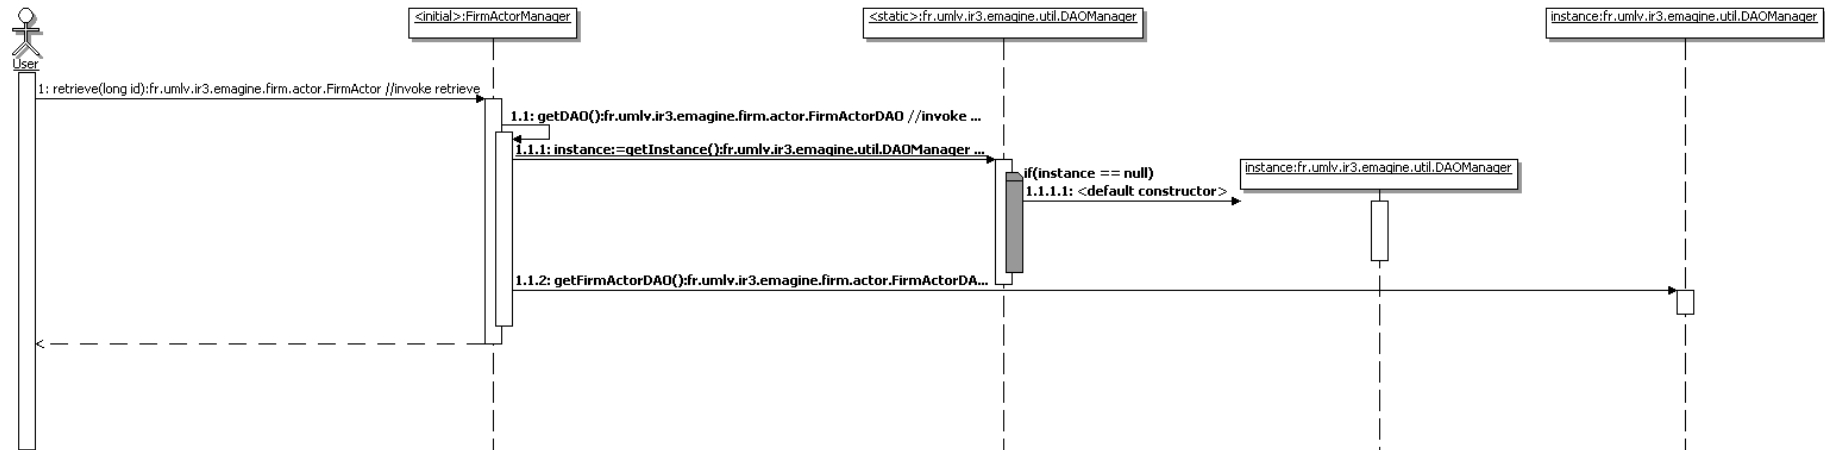 <initial>:FirmActorManager
<static>:fr.umlv.ir3.emagine.util.DAOManager
instance:fr.umlv.ir3.emagine.util.DAOManager
User
1: retrieve(long id):fr.umlv.ir3.emagine.firm.actor.FirmActor //invoke retrieve
1.1: getDAO():fr.umlv.ir3.emagine.firm.actor.FirmActorDAO //invoke ...
1.1.1: instance:=getInstance():fr.umlv.ir3.emagine.util.DAOManager ...
instance:fr.umlv.ir3.emagine.util.DAOManager
if(instance == null)
1.1.1.1: <default constructor>
1.1.2: getFirmActorDAO():fr.umlv.ir3.emagine.firm.actor.FirmActorDA...